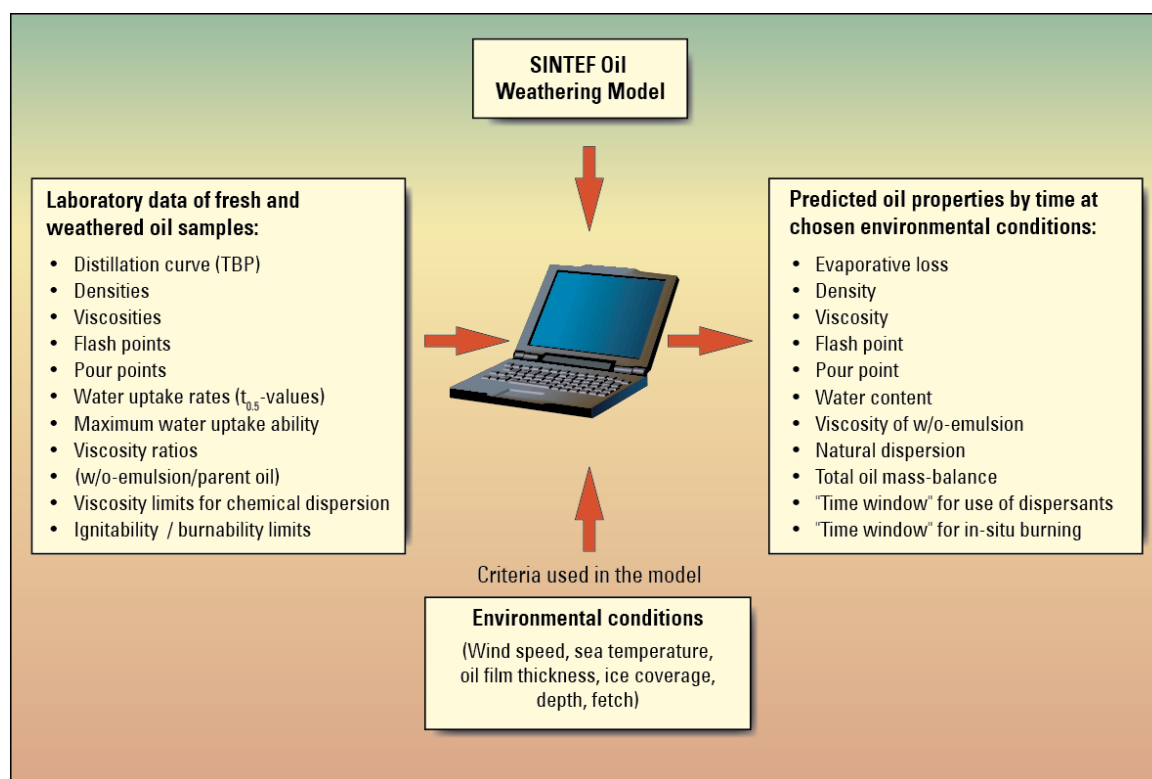 SINTEF Oil
Weathering Model
Laboratory data of fresh and
weathered oil samples:
• Distillation curve (TBP)
• Densities
• Viscosities
• Flash points
• Pour points
• Water uptake rates (t0.5-values)
• Maximum water uptake ability
• Viscosity ratios
• (w/o-emulsion/parent oil)
• Viscosity limits for chemical dispersion
• Ignitability / burnability limits
Predicted oil properties by time at
chosen environmental conditions:
• Evaporative loss
• Density
• Viscosity
• Flash point
• Pour point
• Water content
• Viscosity of w/o-emulsion
• Natural dispersion
• Total oil mass-balance
• "Time window" for use of dispersants
• "Time window" for in-situ burning
Criteria used in the model
Environmental conditions
(Wind speed, sea temperature,
oil film thickness, ice coverage,
depth, fetch)